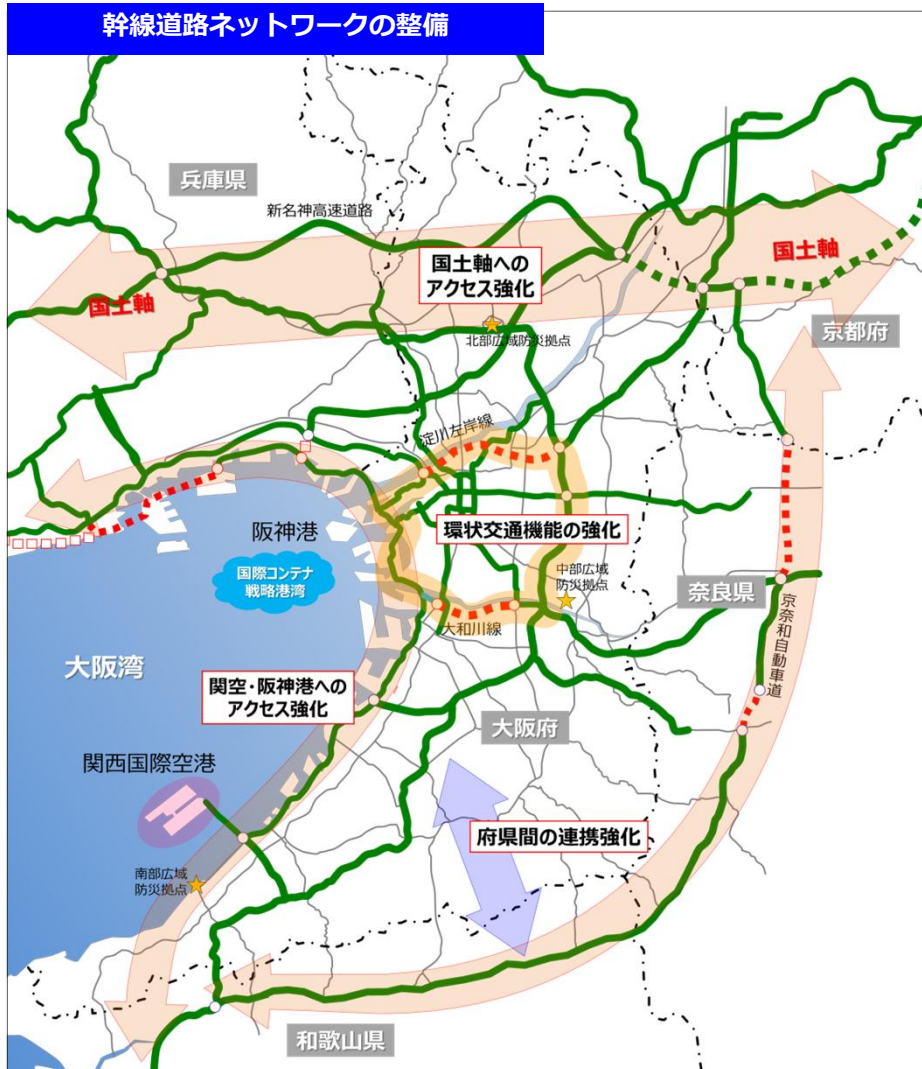 幹線道路ネットワークの整備
兵庫県
新名神高速道路
国土軸への
アクセス強化
国土軸
国土軸
京都府
北部広域防災拠点
淀川左岸線
阪神港
環状交通機能の強化
国際コンテナ
戦略港湾
中部広域
防災拠点
奈良県
大和川線
京奈和自動車道
大阪湾
関空・阪神港への
アクセス強化
大阪府
関西国際空港
府県間の連携強化
南部広域
防災拠点
和歌山県